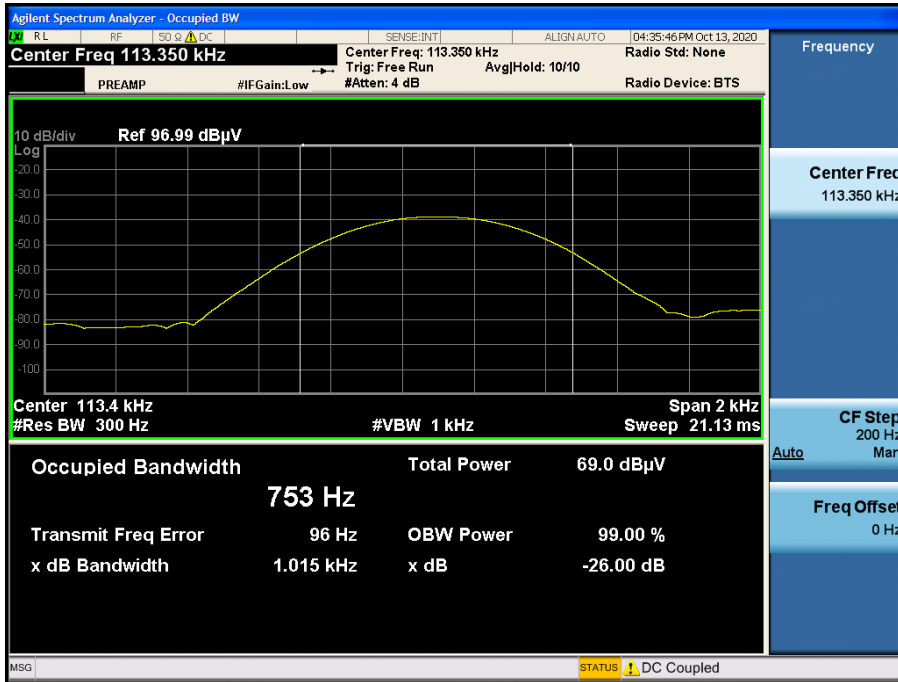 Agilent Spectrum Analyzer - Occupied BW
LXI RL RF 50 Ω DC SENSE:INT ALIGN AUTO 04:35:46 PM Oct 13, 2020
Center Freq 113.350 kHz
Center Freq: 113.350 kHz Radio Std: None
Trig: Free Run Avg|Hold: 10/10
PREAMP #IFGain:Low #Atten: 4 dB Radio Device: BTS
10 dB/div Ref 96.99 dBµV
Log
-20.0
-30.0
-40.0
-50.0
-60.0
-70.0
-80.0
-90.0
-100
Center 113.4 kHz Span 2 kHz
#Res BW 300 Hz #VBW 1 kHz Sweep 21.13 ms
Occupied Bandwidth Total Power 69.0 dBµV
753 Hz
Transmit Freq Error 96 Hz OBW Power 99.00 %
x dB Bandwidth 1.015 kHz x dB -26.00 dB
MSG STATUS DC Coupled
Frequency
Center Freq
113.350 kHz
CF Step
200 Hz
Auto Man
Freq Offset
0 Hz